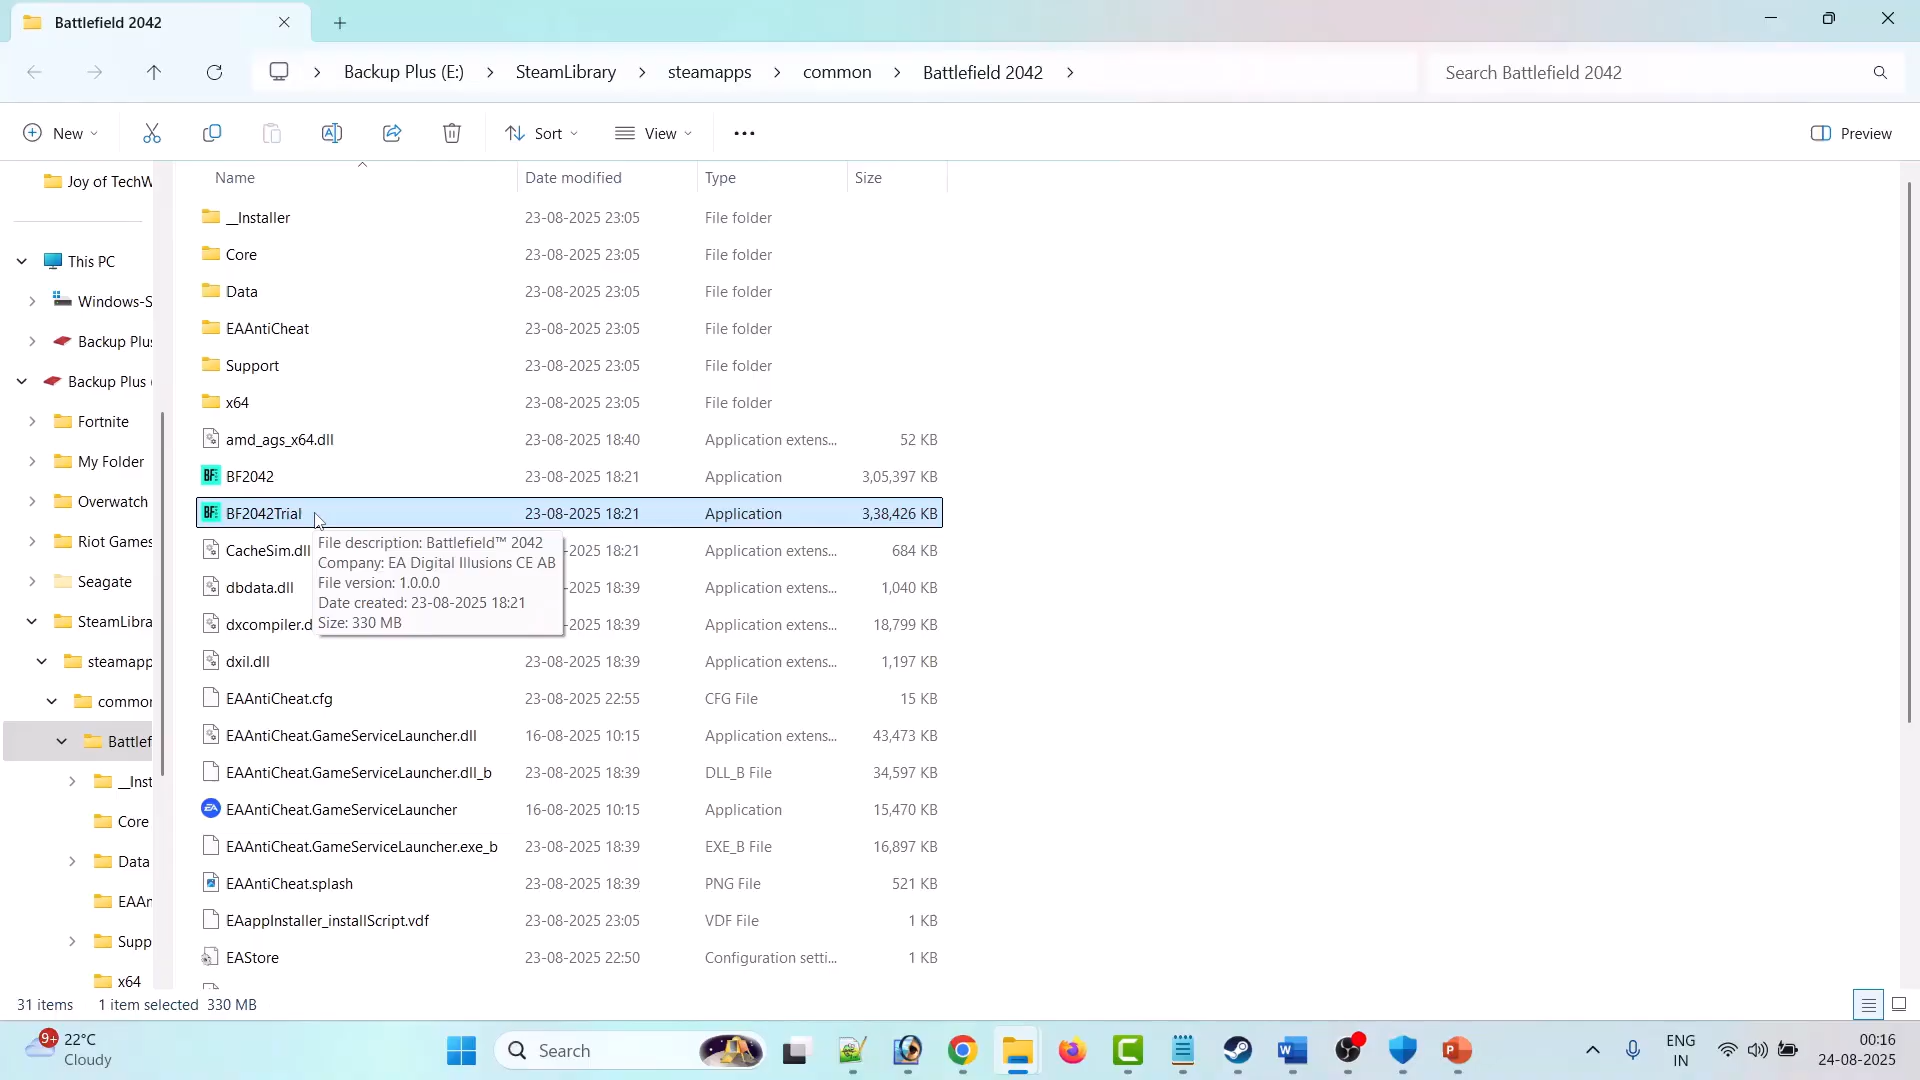 Battlefield 2042
Backup Plus (E:) SteamLibrary steamapps common Battlefield 2042
Search Battlefield 2042
New Sort View ••• Preview
Name Date modified Type Size
Joy of TechW
This PC
Windows-S
Backup Plus
Backup Plus
Fortnite
My Folder
Overwatch
Riot Games
Seagate
SteamLibra
steamapp
common
Battlef
__Inst
Core
Data
EAAn
Supp
x64
__Installer 23-08-2025 23:05 File folder
Core 23-08-2025 23:05 File folder
Data 23-08-2025 23:05 File folder
EAAntiCheat 23-08-2025 23:05 File folder
Support 23-08-2025 23:05 File folder
x64 23-08-2025 23:05 File folder
amd_ags_x64.dll 23-08-2025 18:40 Application extens... 52 KB
BF2042 23-08-2025 18:21 Application 3,05,397 KB
BF2042Trial 23-08-2025 18:21 Application 3,38,426 KB
CacheSim.dll -2025 18:21 Application extens... 684 KB
dbdata.dll -2025 18:39 Application extens... 1,040 KB
dxcompiler.d -2025 18:39 Application extens... 18,799 KB
File description: Battlefield™ 2042
Company: EA Digital Illusions CE AB
File version: 1.0.0.0
Date created: 23-08-2025 18:21
Size: 330 MB
dxil.dll 23-08-2025 18:39 Application extens... 1,197 KB
EAAntiCheat.cfg 23-08-2025 22:55 CFG File 15 KB
EAAntiCheat.GameServiceLauncher.dll 16-08-2025 10:15 Application extens... 43,473 KB
EAAntiCheat.GameServiceLauncher.dll_b 23-08-2025 18:39 DLL_B File 34,597 KB
EAAntiCheat.GameServiceLauncher 16-08-2025 10:15 Application 15,470 KB
EAAntiCheat.GameServiceLauncher.exe_b 23-08-2025 18:39 EXE_B File 16,897 KB
EAAntiCheat.splash 23-08-2025 18:39 PNG File 521 KB
EAappInstaller_installScript.vdf 23-08-2025 23:05 VDF File 1 KB
EAStore 23-08-2025 22:50 Configuration setti... 1 KB
31 items 1 item selected 330 MB
9+ 22°C
Cloudy
Search
ENG
IN
00:16
24-08-2025